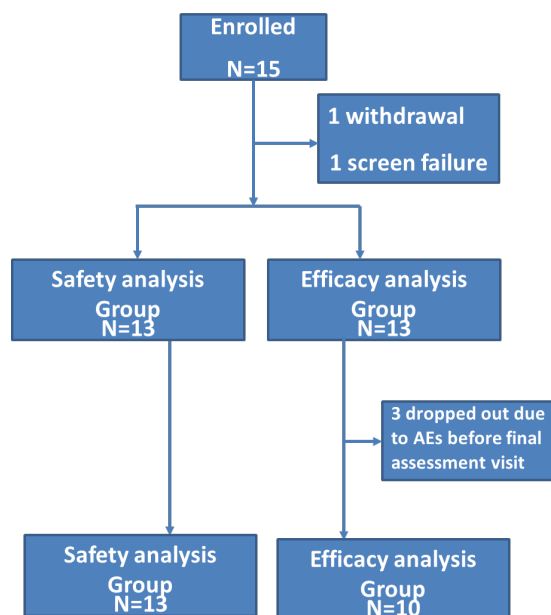 Enrolled
N=15
1 withdrawal
1 screen failure
Safety analysis
Group
N=13
Efficacy analysis
Group
N=13
3 dropped out due
to AEs before final
assessment visit
Safety analysis
Group
N=13
Efficacy analysis
Group
N=10